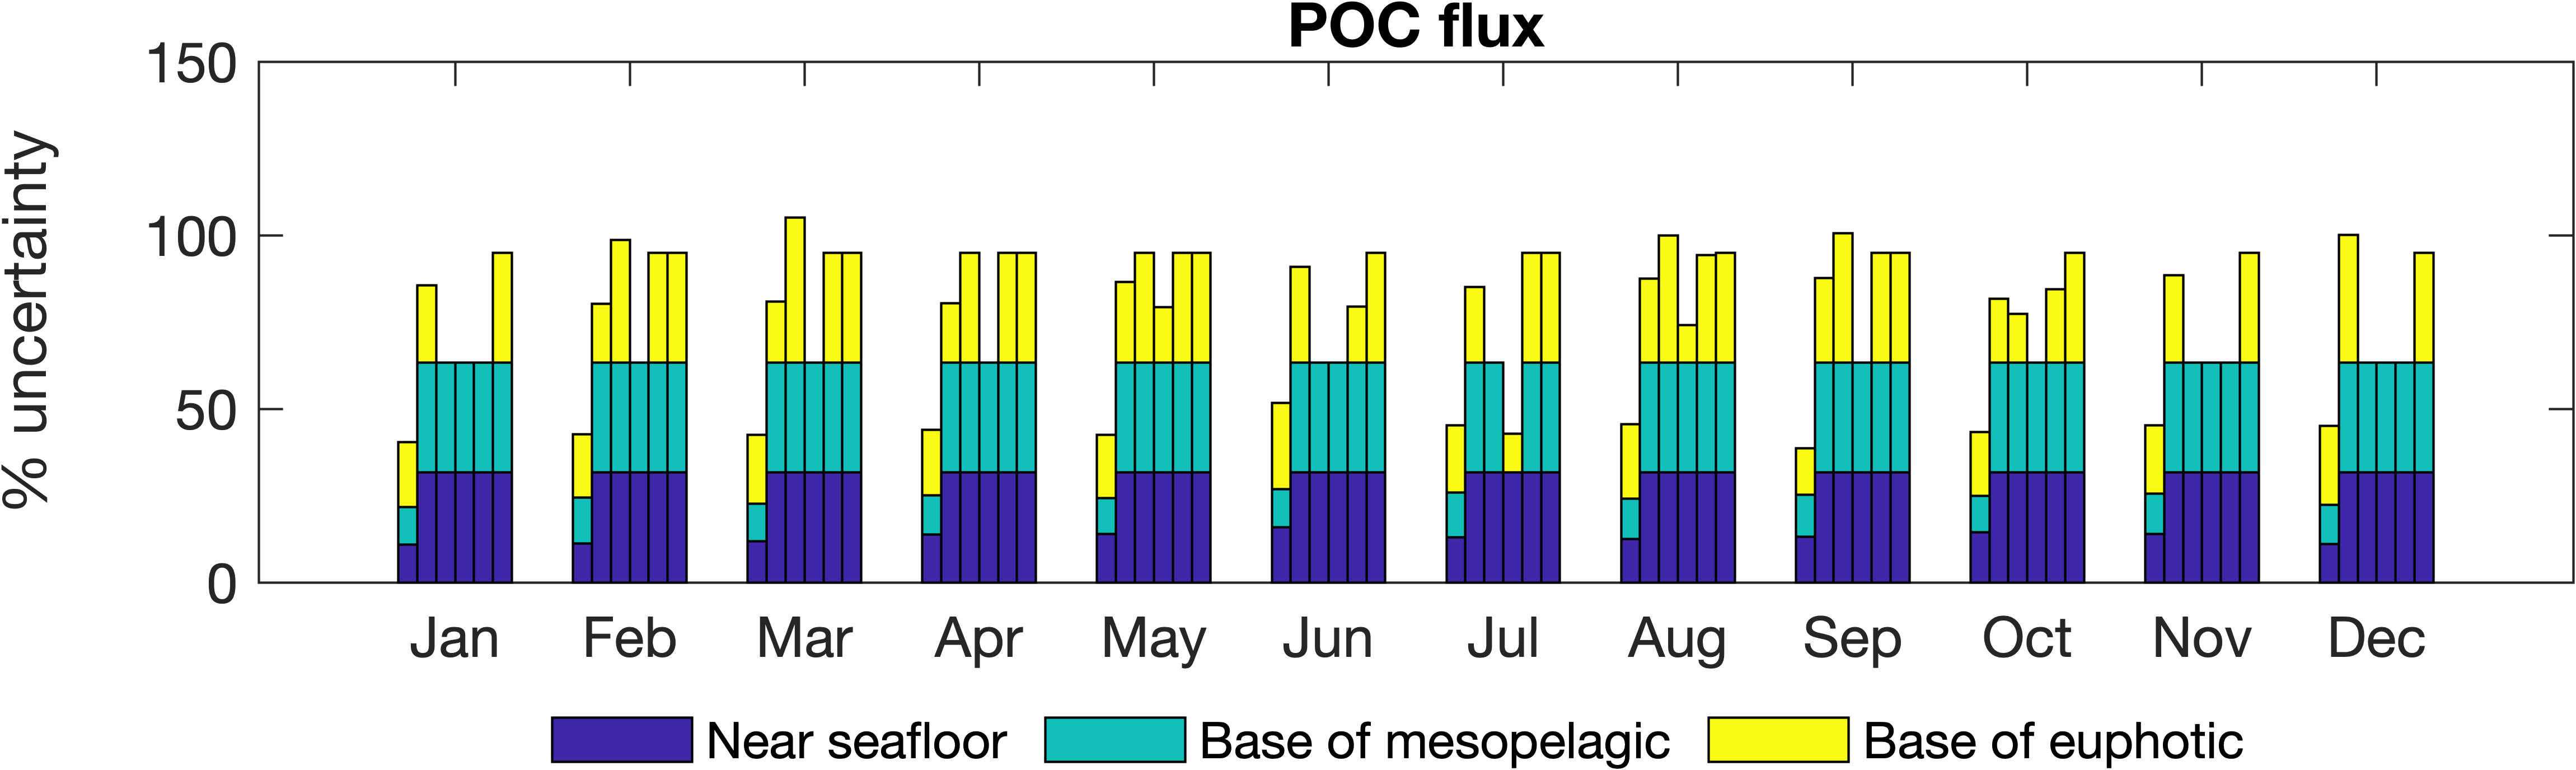 POC flux
% uncertainty
150
100
50
0
Jan Feb Mar Apr May Jun Jul Aug Sep Oct Nov Dec
Near seafloor Base of mesopelagic Base of euphotic